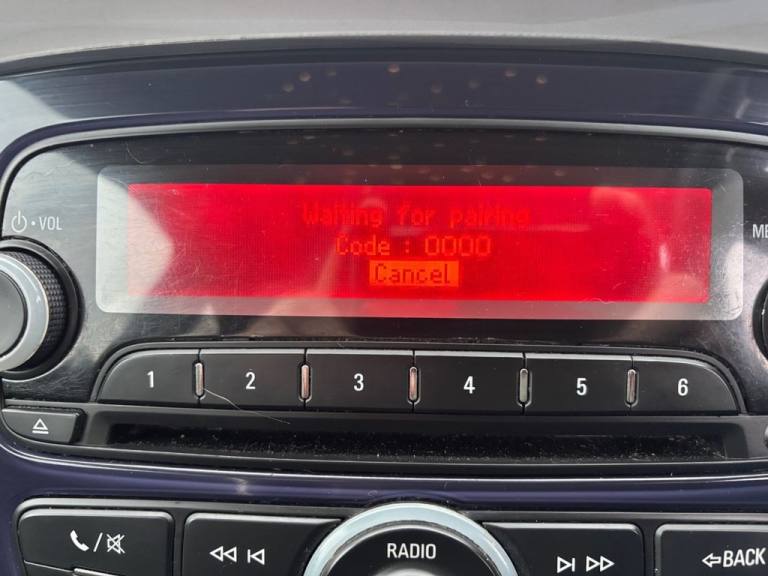 Waiting for pairing
Code : 0000
Cancel
VOL
1 2 3 4 5 6
RADIO
BACK